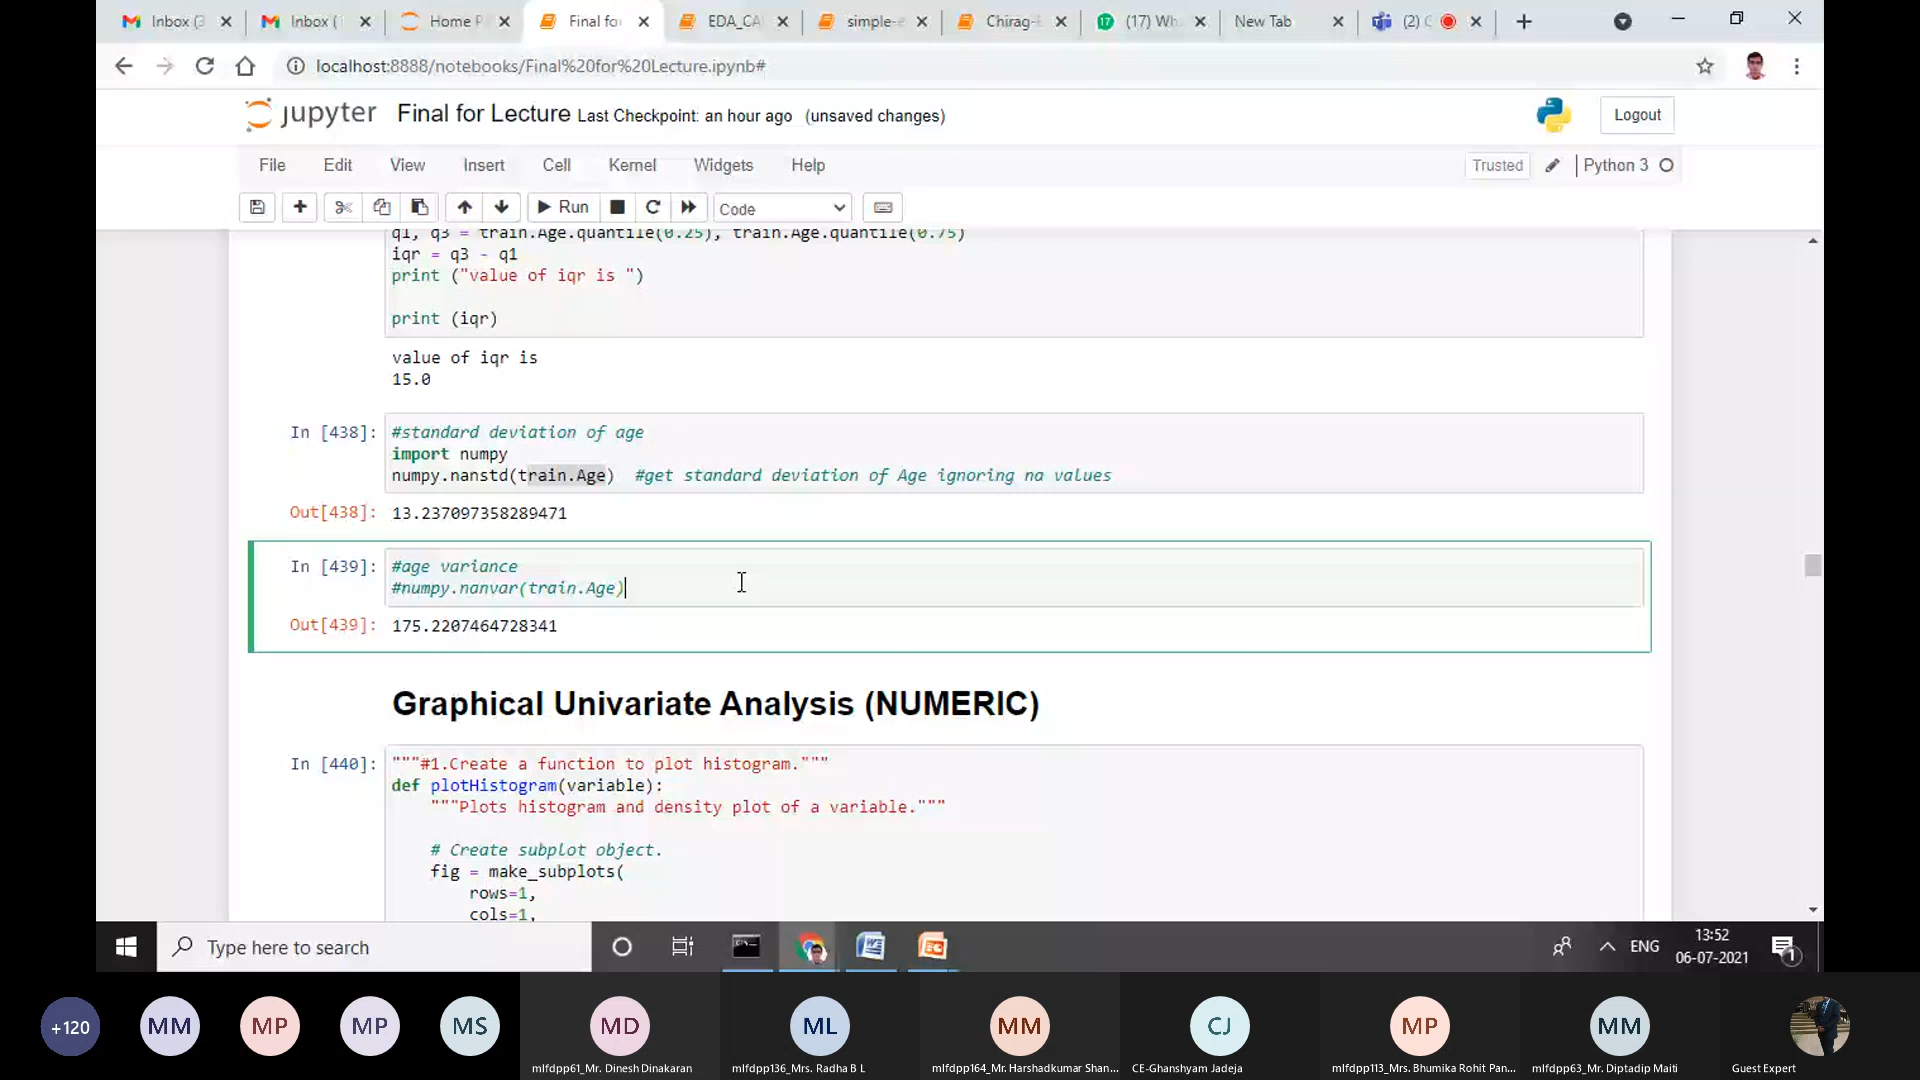 Inbox (3
Inbox (1
Home P
Final fo
EDA_CA
simple-e
Chirag-
(17) Wh
New Tab
(2) C
localhost:8888/notebooks/Final%20for%20Lecture.ipynb#
jupyter Final for Lecture Last Checkpoint: an hour ago (unsaved changes)
Logout
File Edit View Insert Cell Kernel Widgets Help
Trusted Python 3
Run Code
q1, q3 = train.Age.quantile(0.25), train.Age.quantile(0.75)
iqr = q3 - q1
print ("value of iqr is ")
print (iqr)
value of iqr is
15.0
In [438]: #standard deviation of age
import numpy
numpy.nanstd(train.Age) #get standard deviation of Age ignoring na values
Out[438]: 13.237097358289471
In [439]: #age variance
#numpy.nanvar(train.Age)
Out[439]: 175.2207464728341
Graphical Univariate Analysis (NUMERIC)
In [440]: """#1.Create a function to plot histogram."""
def plotHistogram(variable):
"""Plots histogram and density plot of a variable."""
# Create subplot object.
fig = make_subplots(
rows=1,
cols=1,
Type here to search
ENG
13:52
06-07-2021
1
+120
MM
MP
MP
MS
MD
ML
MM
CJ
MP
MM
mlfdpp61_Mr. Dinesh Dinakaran
mlfdpp136_Mrs. Radha B L
mlfdpp164_Mr. Harshadkumar Shan...
CE-Ghanshyam Jadeja
mlfdpp113_Mrs. Bhumika Rohit Pan...
mlfdpp63_Mr. Diptadip Maiti
Guest Expert